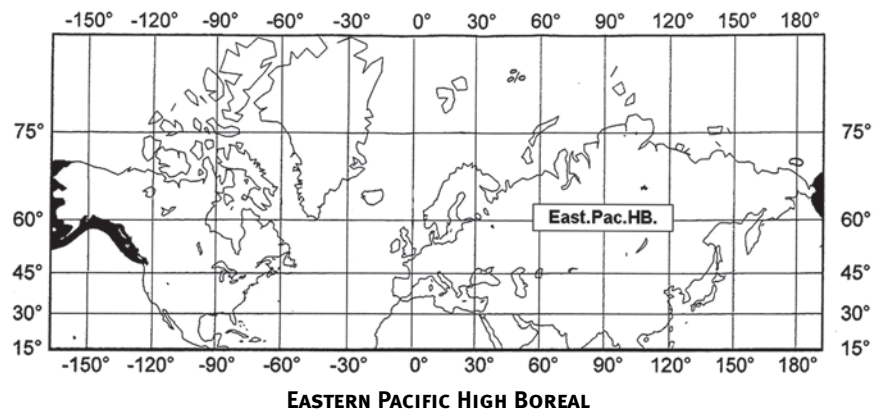 -150° -120° -90° -60° -30° 0° 30° 60° 90° 120° 150° 180°
75° 75°
60° East.Pac.HB. 60°
45° 45°
30° 30°
15° 15°
-150° -120° -90° -60° -30° 0° 30° 60° 90° 120° 150° 180°
EASTERN PACIFIC HIGH BOREAL